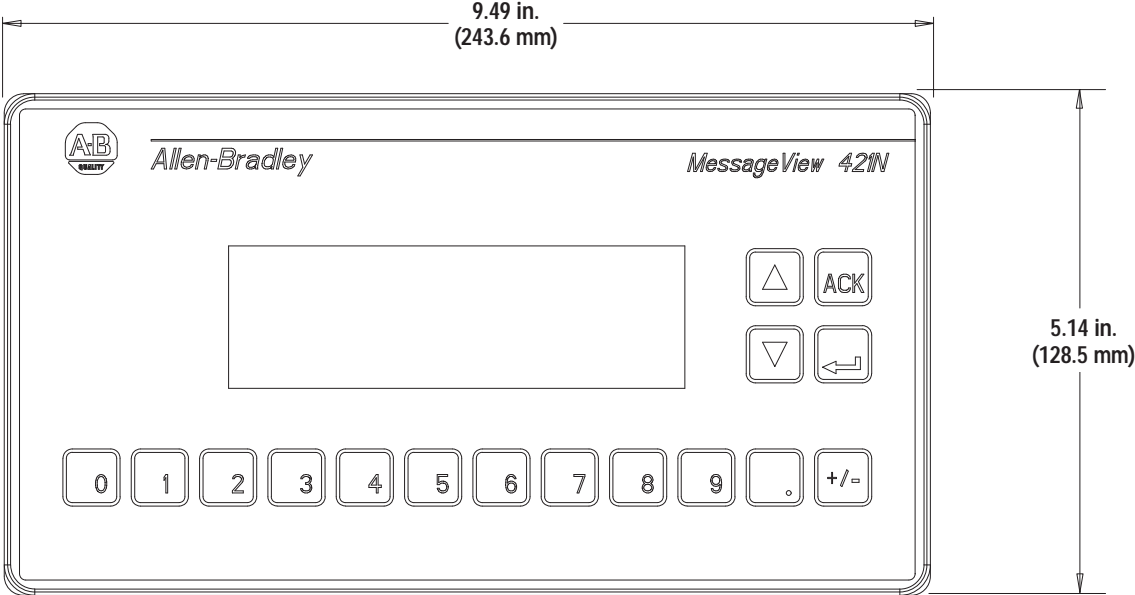 9.49 in.
(243.6 mm)
A-B
QUALITY
Allen-Bradley
MessageView 421N
ACK
5.14 in.
(128.5 mm)
0 1 2 3 4 5 6 7 8 9 . +/-